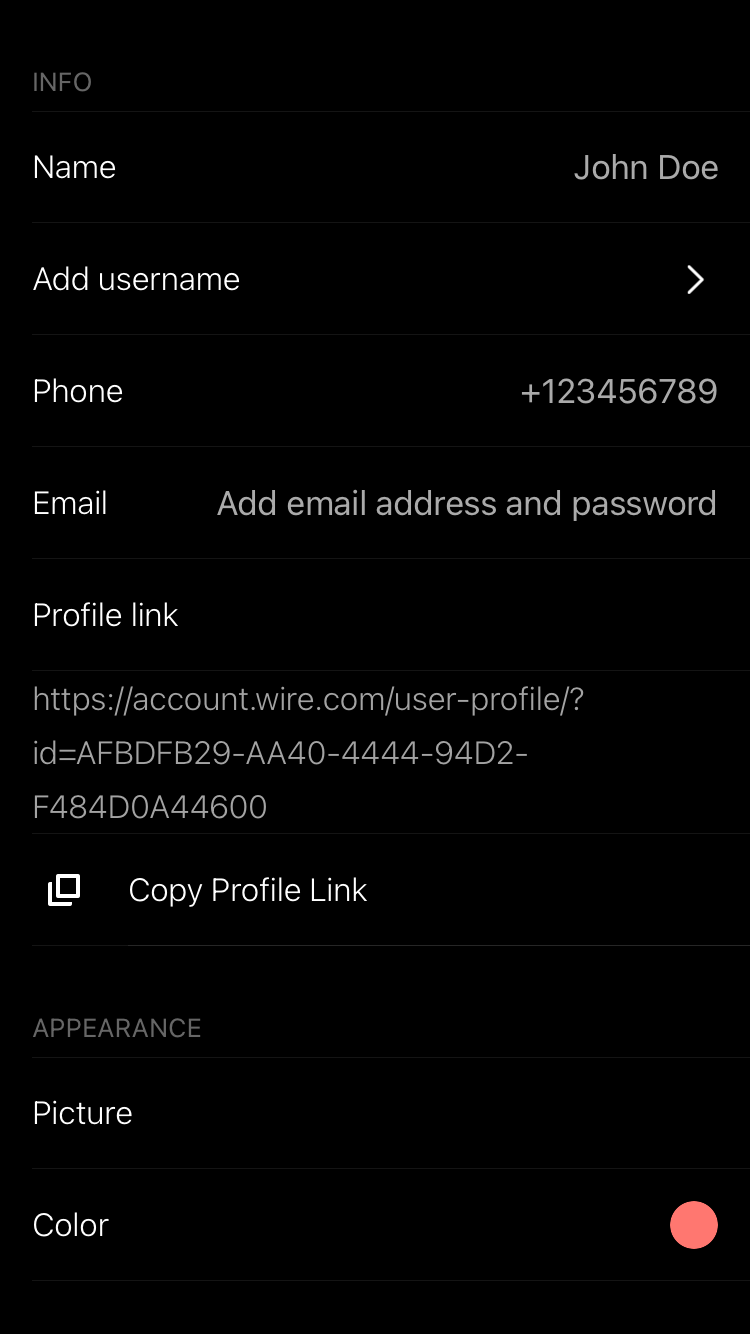 INFO
Name John Doe
Add username
Phone +123456789
Email Add email address and password
Profile link
https://account.wire.com/user-profile/?
id=AFBDFB29-AA40-4444-94D2-
F484D0A44600
Copy Profile Link
APPEARANCE
Picture
Color